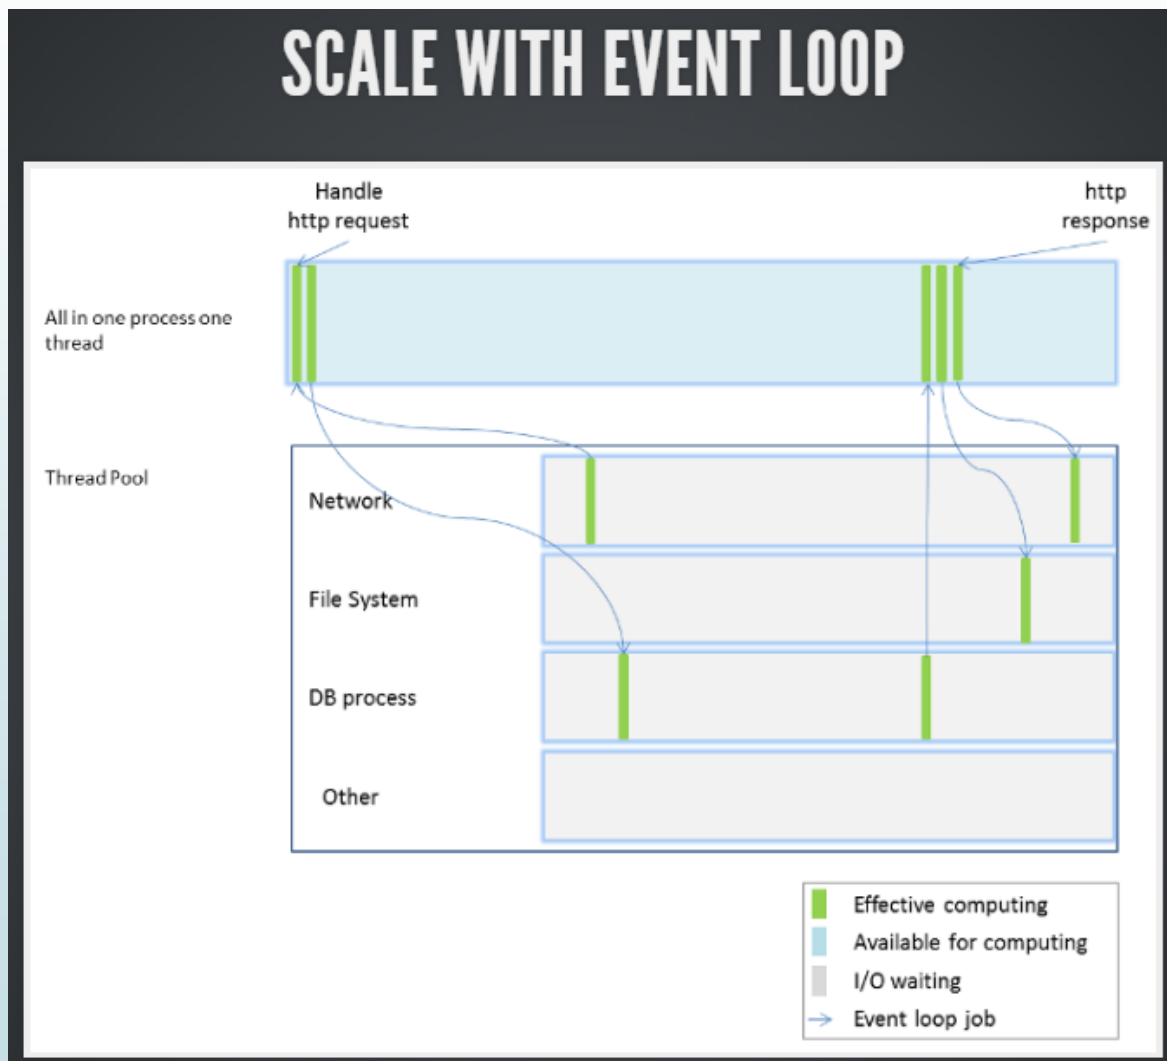 SCALE WITH EVENT LOOP
Handle
http request
http
response
All in one process one
thread
Thread Pool
Network
File System
DB process
Other
Effective computing
Available for computing
I/O waiting
Event loop job